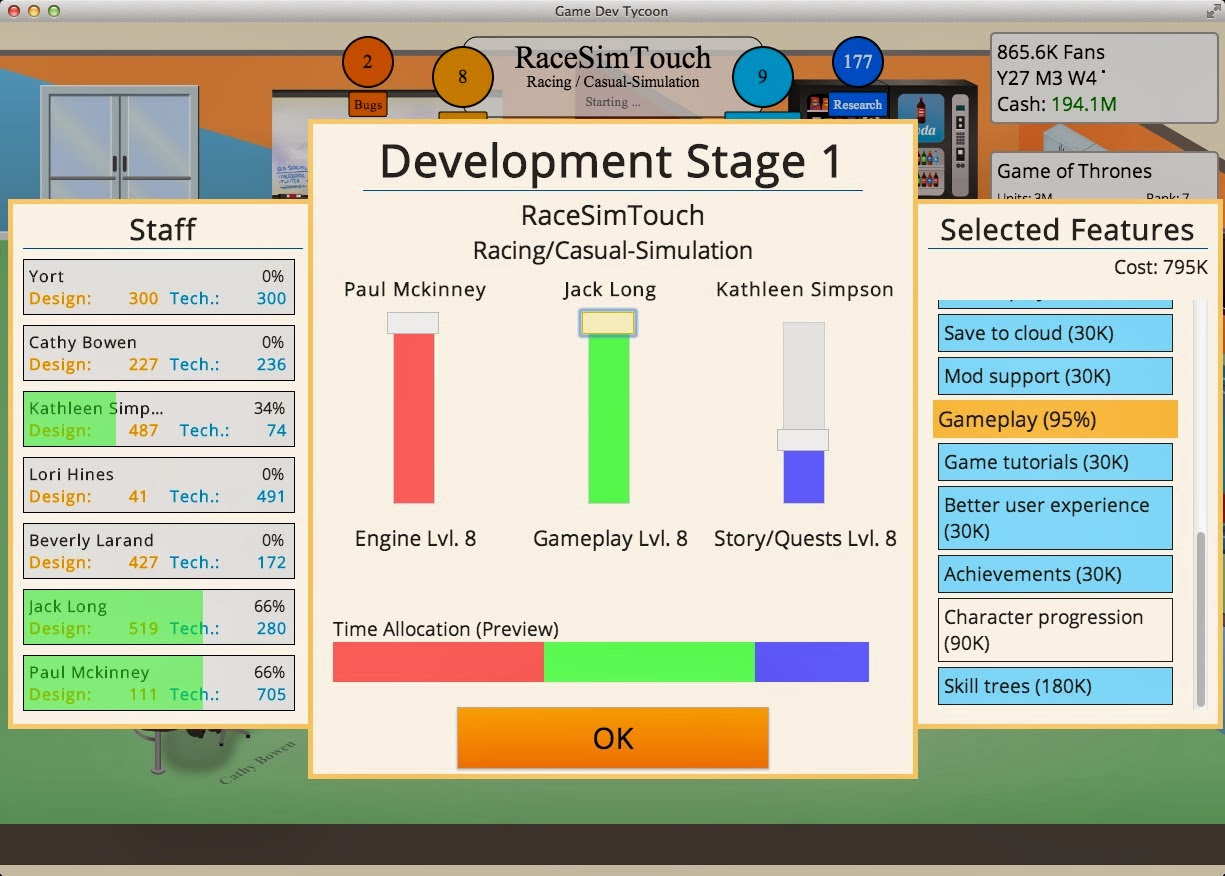 Game Dev Tycoon
2
Bugs
8
RaceSimTouch
Racing / Casual-Simulation
Starting ...
9
177
Research
865.6K Fans
Y27 M3 W4
Cash: 194.1M
Game of Thrones
Units: 3M Rank: 7
Development Stage 1
RaceSimTouch
Racing/Casual-Simulation
Paul Mckinney Jack Long Kathleen Simpson
Engine Lvl. 8 Gameplay Lvl. 8 Story/Quests Lvl. 8
Time Allocation (Preview)
OK
Staff
Yort 0%
Design: 300 Tech.: 300
Cathy Bowen 0%
Design: 227 Tech.: 236
Kathleen Simp... 34%
Design: 487 Tech.: 74
Lori Hines 0%
Design: 41 Tech.: 491
Beverly Larand 0%
Design: 427 Tech.: 172
Jack Long 66%
Design: 519 Tech.: 280
Paul Mckinney 66%
Design: 111 Tech.: 705
Cathy Bowen
Selected Features
Cost: 795K
Save to cloud (30K)
Mod support (30K)
Gameplay (95%)
Game tutorials (30K)
Better user experience
(30K)
Achievements (30K)
Character progression
(90K)
Skill trees (180K)